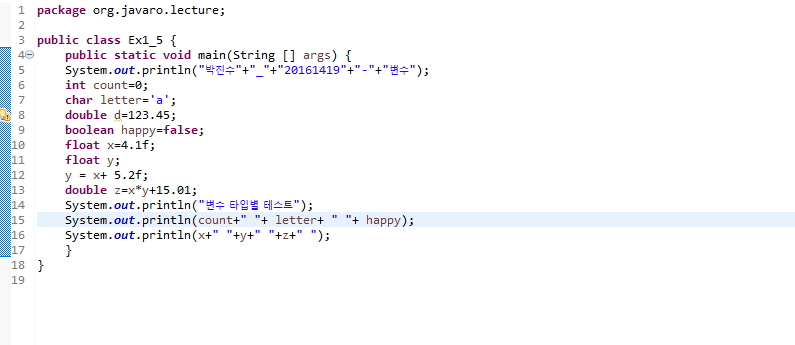 1 package org.javaro.lecture;
2
3 public class Ex1_5 {
4 public static void main(String [] args) {
5 System.out.println("박진수"+"_"+"20161419"+"-"+"변수");
6 int count=0;
7 char letter='a';
8 double d=123.45;
9 boolean happy=false;
10 float x=4.1f;
11 float y;
12 y = x+ 5.2f;
13 double z=x*y+15.01;
14 System.out.println("변수 타입별 테스트");
15 System.out.println(count+" "+ letter+ " "+ happy);
16 System.out.println(x+" "+y+" "+z+" ");
17 }
18 }
19